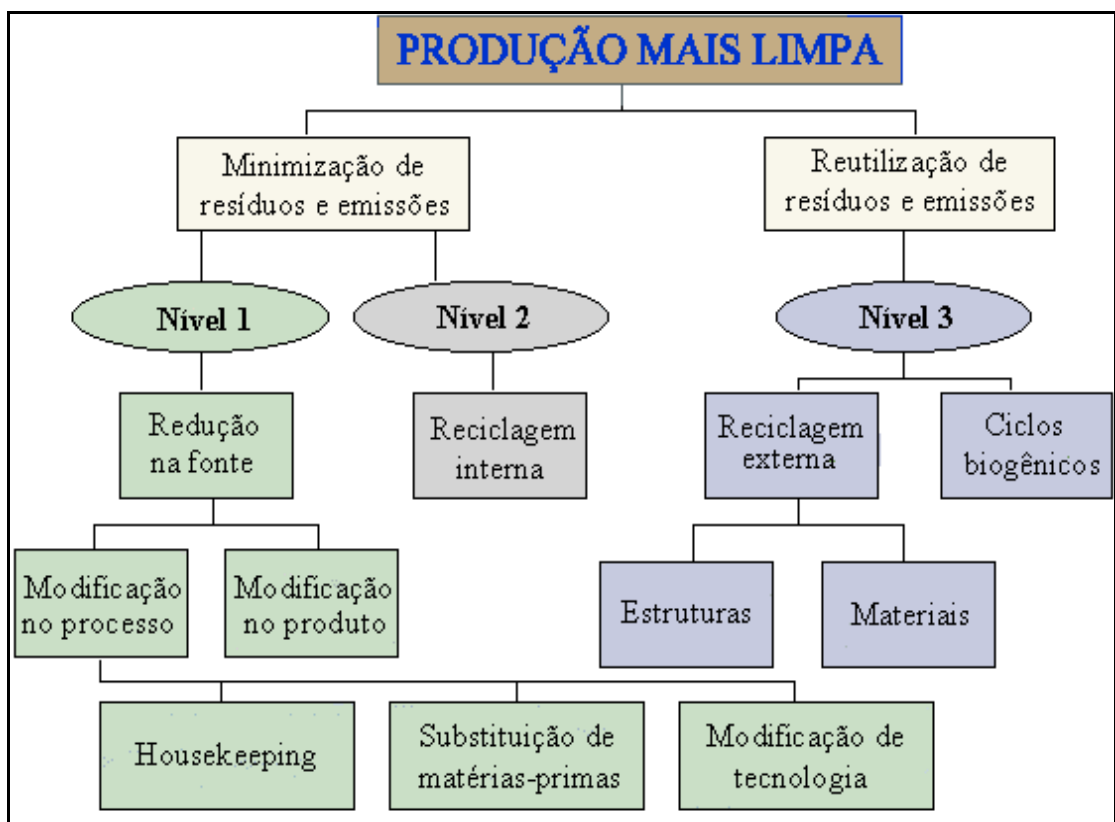 PRODUÇÃO MAIS LIMPA
Minimização de
resíduos e emissões
Reutilização de
resíduos e emissões
Nível 1
Nível 2
Nível 3
Redução
na fonte
Reciclagem
interna
Reciclagem
externa
Ciclos
biogênicos
Modificação
no processo
Modificação
no produto
Estruturas
Materiais
Housekeeping
Substituição de
matérias-primas
Modificação de
tecnologia